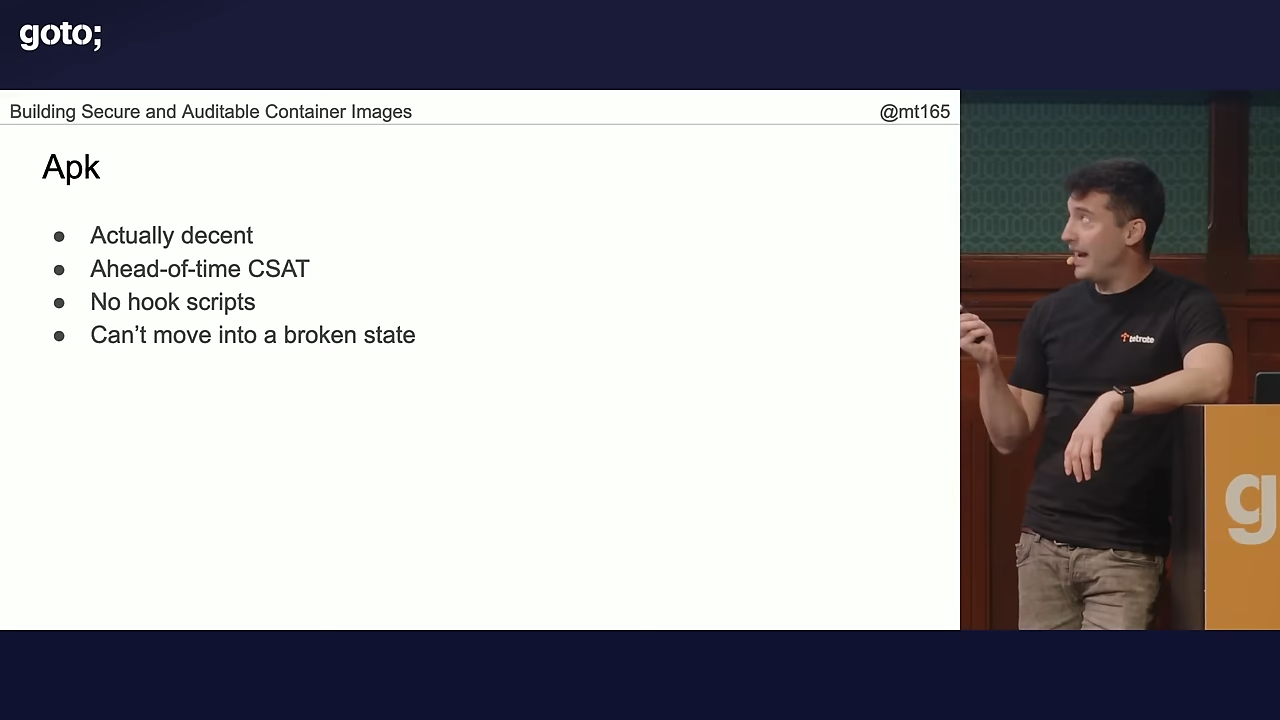 goto;
Building Secure and Auditable Container Images
@mt165
Apk
● Actually decent
● Ahead-of-time CSAT
● No hook scripts
● Can’t move into a broken state
tetrate
g